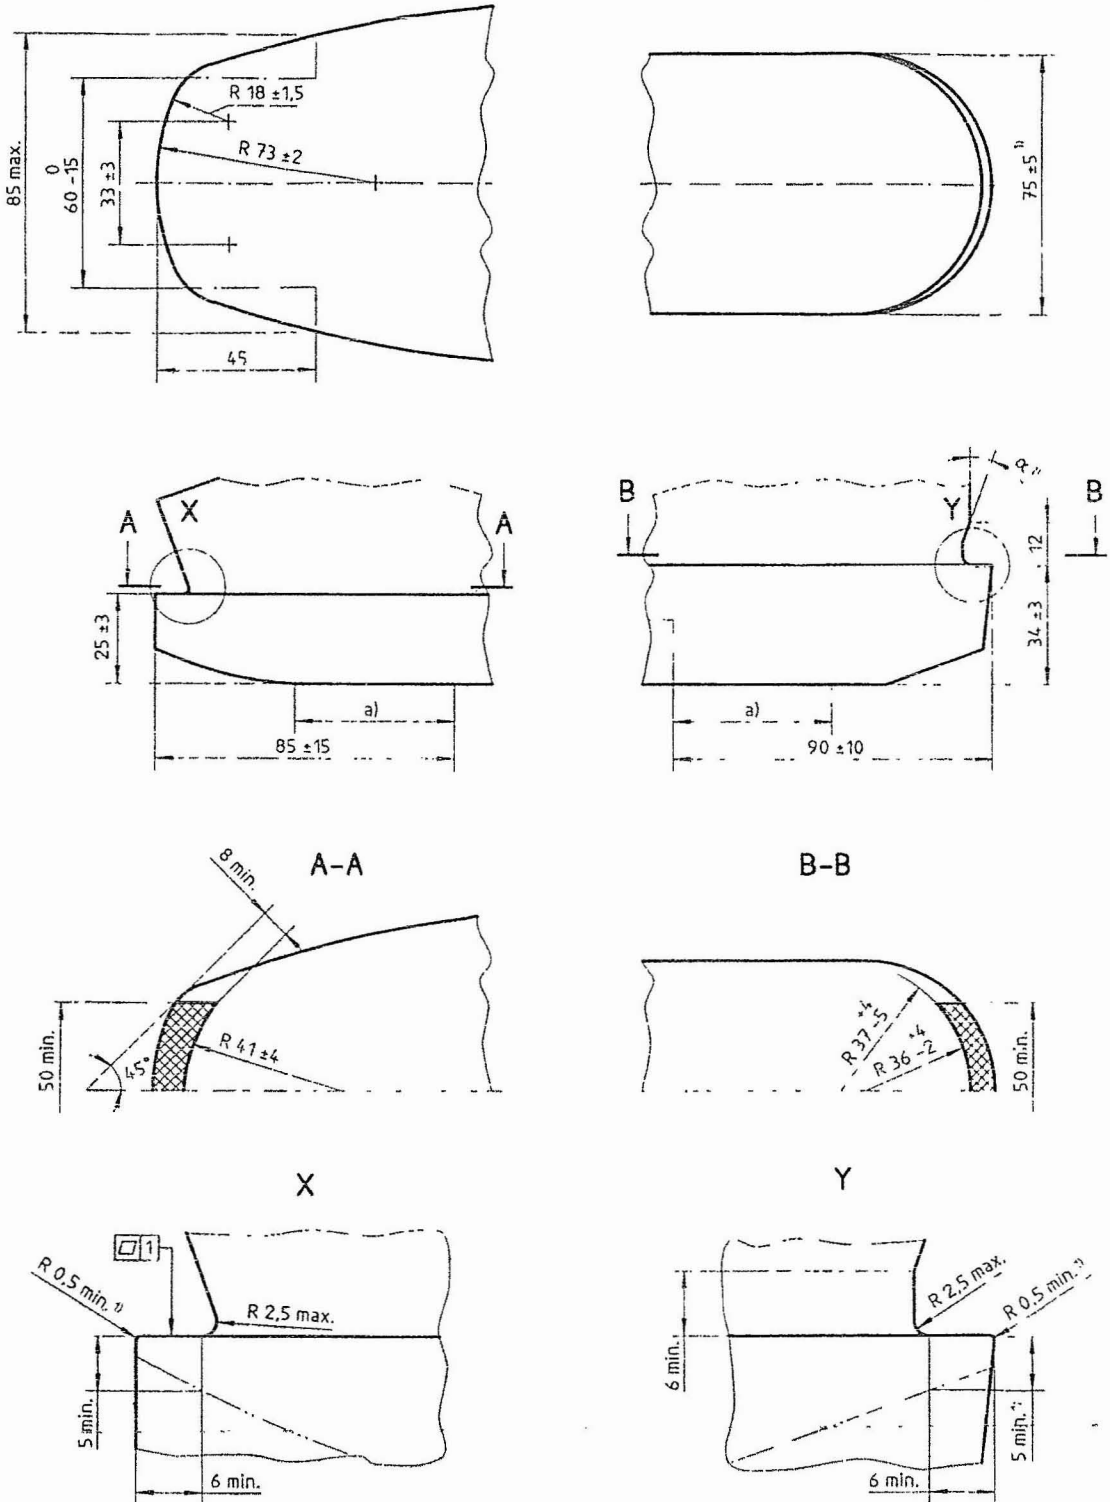 85 max.
0
60 -15
33 ±3
R 18 ±1,5
R 73 ±2
45
75 ±5 1)
A
X
A
25 ±3
a)
85 ±15
B
Y
B
12
34 ±3
a)
90 ±10
A-A
8 min.
50 min.
45°
R 41 ±4
B-B
R 37 +4 -5
R 36 +4 -2
50 min.
X
1
R 0,5 min. 1)
R 2,5 max.
5 min.
6 min.
Y
R 2,5 max.
R 0,5 min. 1)
6 min.
5 min. 1)
6 min.